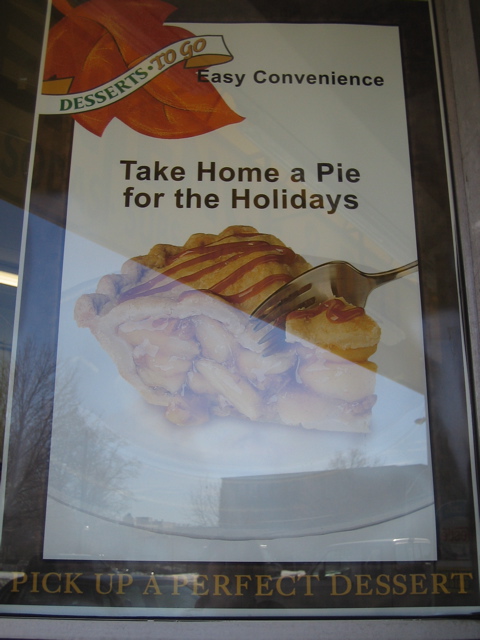 DESSERTS·TO GO
Easy Convenience
Take Home a Pie
for the Holidays
PICK UP A PERFECT DESSERT